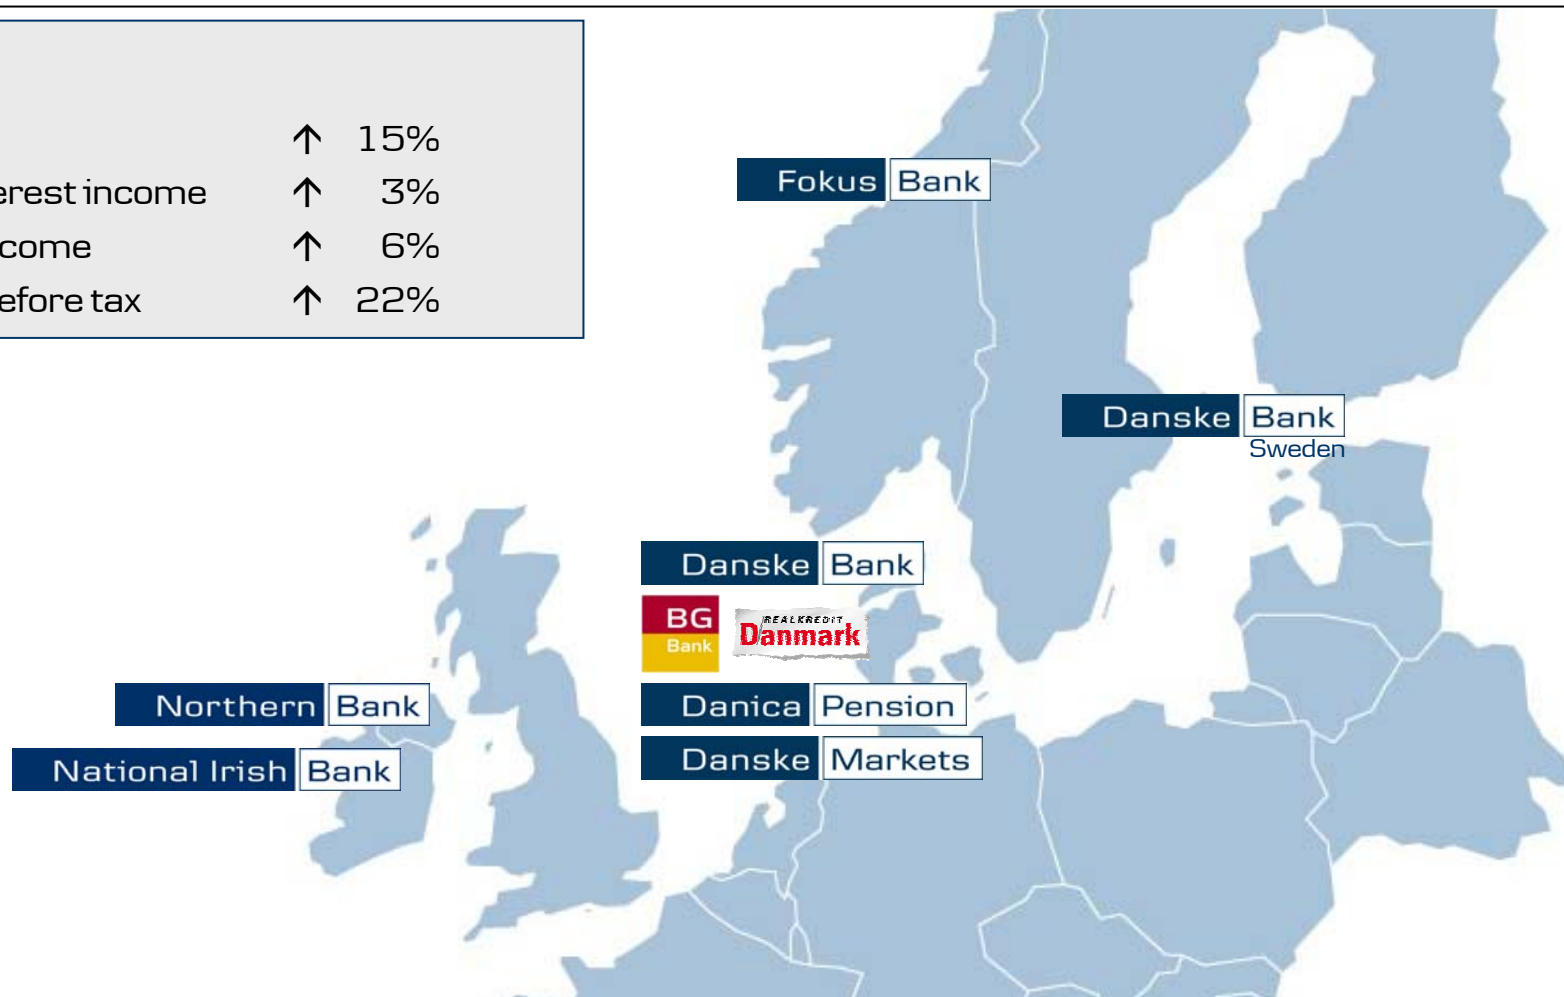 ↑ 15%
erest income ↑ 3%
come ↑ 6%
efore tax ↑ 22%
Fokus Bank
Danske Bank
Sweden
Danske Bank
BG
Bank
REALKREDIT
Danmark
Northern Bank
Danica Pension
National Irish Bank
Danske Markets